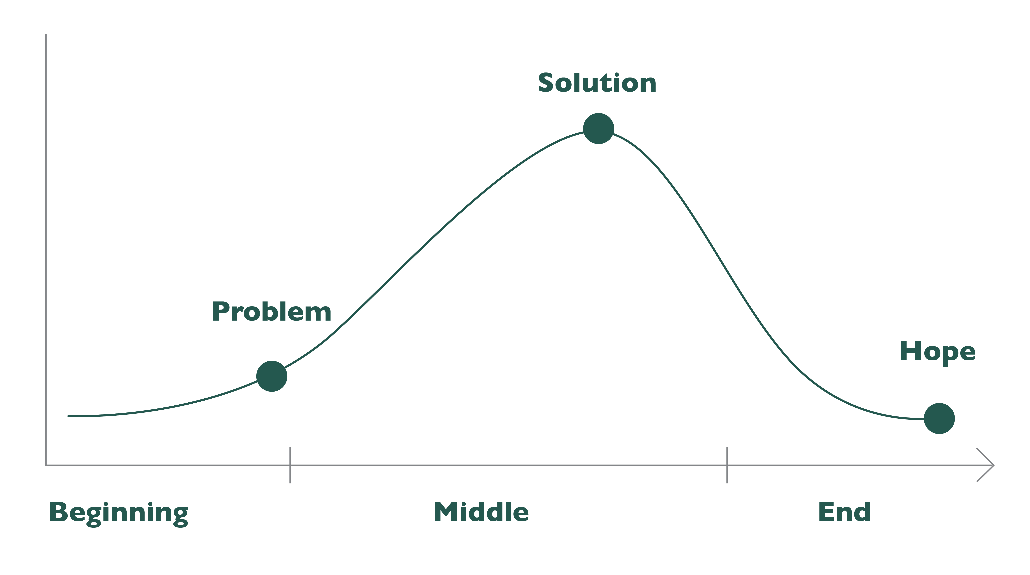 Solution
Problem
Hope
Beginning
Middle
End